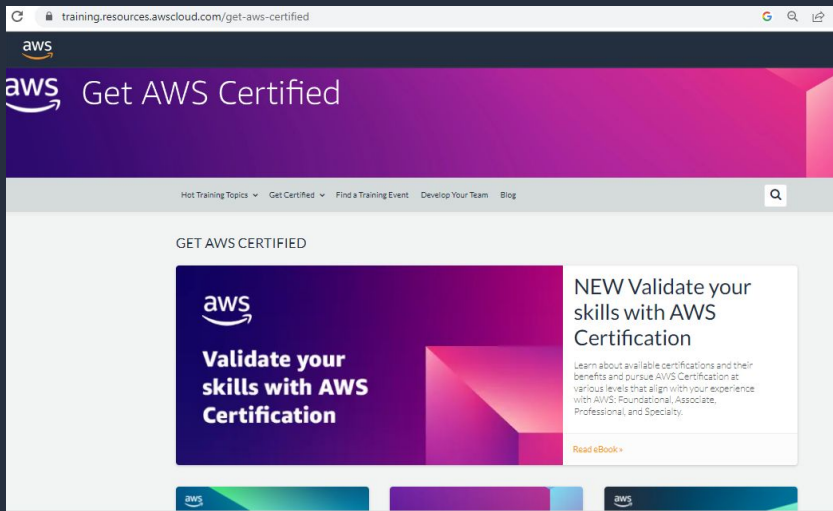 training.resources.awscloud.com/get-aws-certified
aws
aws Get AWS Certified
Hot Training Topics Get Certified Find a Training Event Develop Your Team Blog
GET AWS CERTIFIED
aws
Validate your
skills with AWS
Certification
NEW Validate your
skills with AWS
Certification
Learn about available certifications and their
benefits and pursue AWS Certification at
various levels that align with your experience
with AWS: Foundational, Associate,
Professional, and Specialty.
Read eBook »
aws
aws